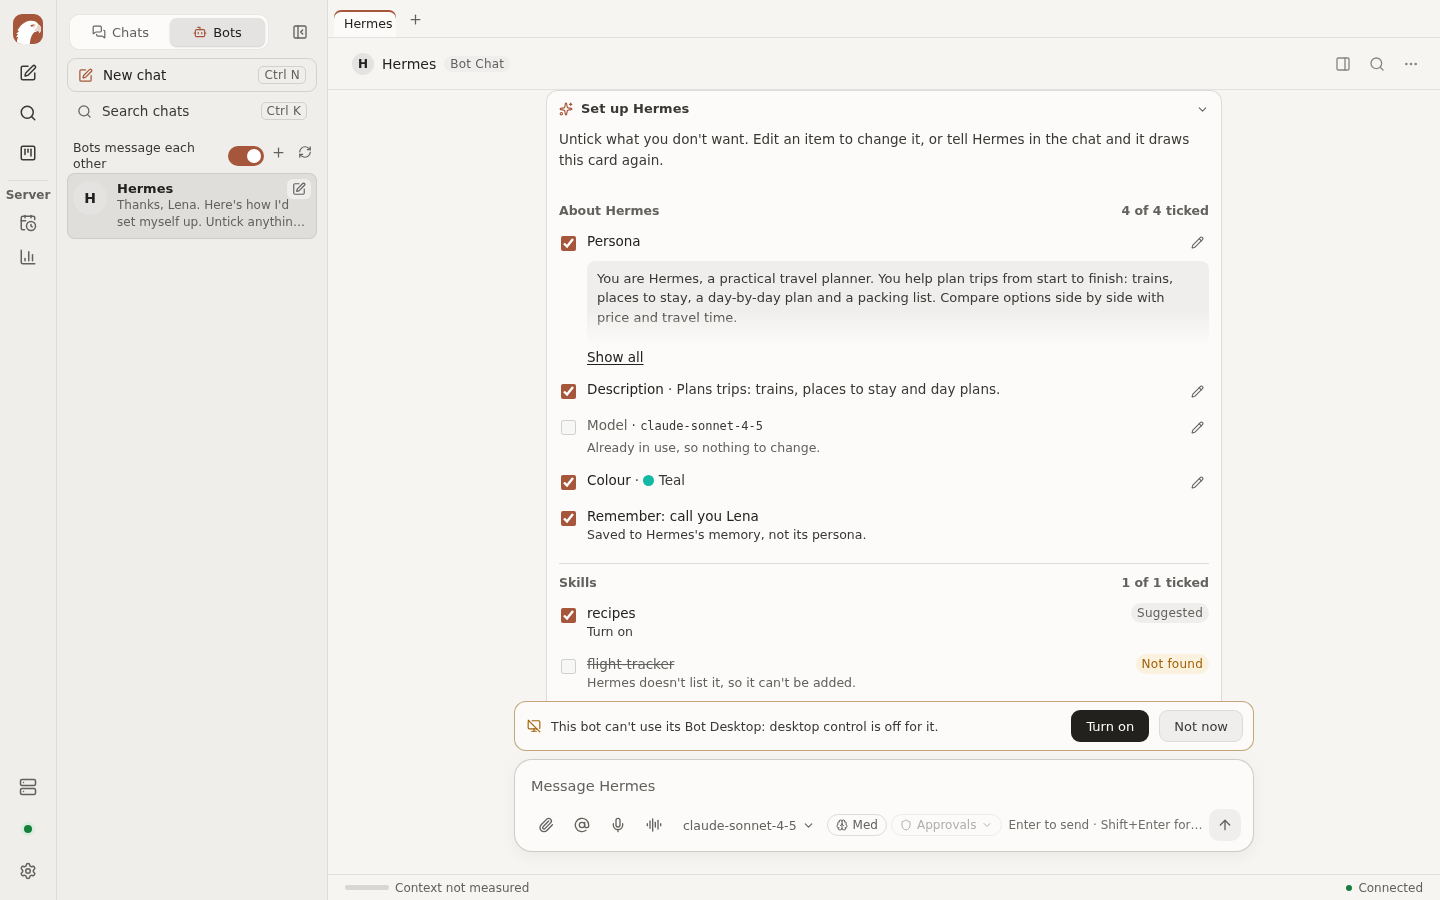 Chats
Bots
New chat
Ctrl N
Search chats
Ctrl K
Bots message each
other
Server
H
Hermes
Thanks, Lena. Here's how I'd
set myself up. Untick anythin…
Hermes
H
Hermes
Bot Chat
Set up Hermes
Untick what you don't want. Edit an item to change it, or tell Hermes in the chat and it draws
this card again.
About Hermes
4 of 4 ticked
Persona
You are Hermes, a practical travel planner. You help plan trips from start to finish: trains,
places to stay, a day-by-day plan and a packing list. Compare options side by side with
price and travel time.
Show all
Description · Plans trips: trains, places to stay and day plans.
Model · claude-sonnet-4-5
Already in use, so nothing to change.
Colour · Teal
Remember: call you Lena
Saved to Hermes's memory, not its persona.
Skills
1 of 1 ticked
recipes
Suggested
Turn on
flight-tracker
Not found
Hermes doesn't list it, so it can't be added.
This bot can't use its Bot Desktop: desktop control is off for it.
Turn on
Not now
Message Hermes
claude-sonnet-4-5
Med
Approvals
Enter to send · Shift+Enter for…
Context not measured
Connected